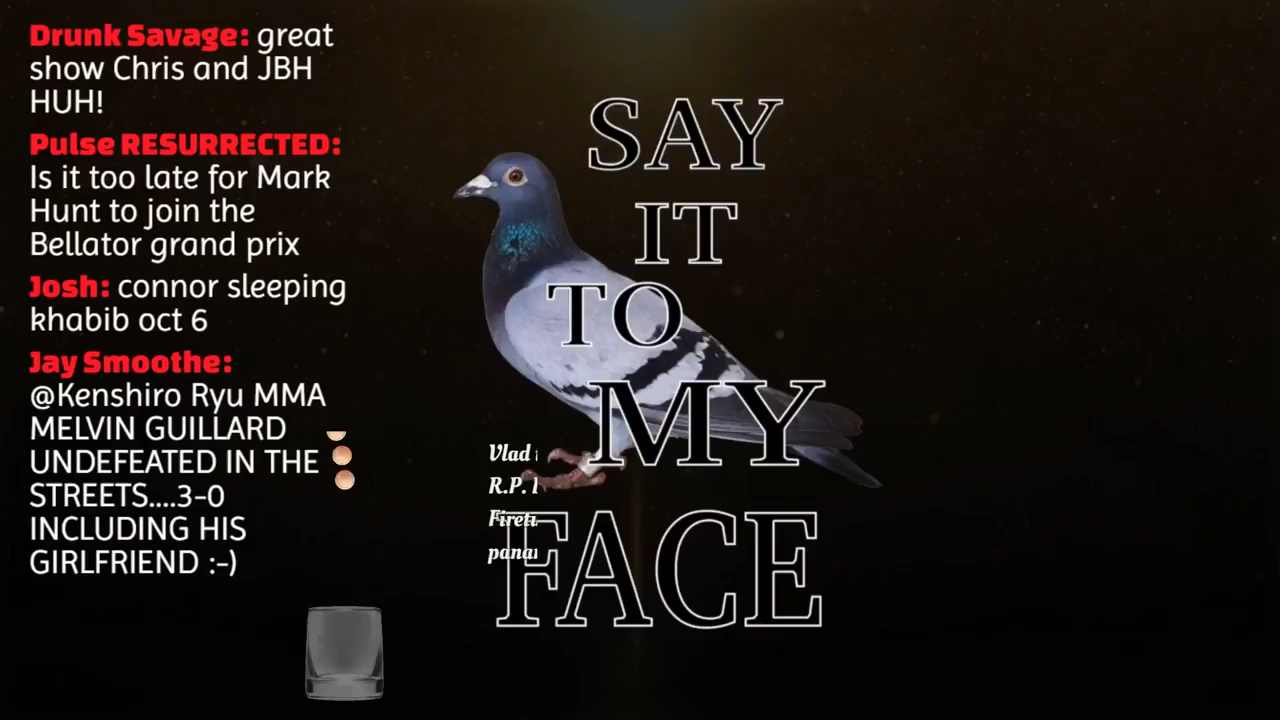 Drunk Savage: great
show Chris and JBH
HUH!
Pulse RESURRECTED:
Is it too late for Mark
Hunt to join the
Bellator grand prix
Josh: connor sleeping
khabib oct 6
Jay Smoothe:
@Kenshiro Ryu MMA
MELVIN GUILLARD
UNDEFEATED IN THE
STREETS....3-0
INCLUDING HIS
GIRLFRIEND :-)
SAY
IT
TO
MY
FACE
Vlad
R.P.